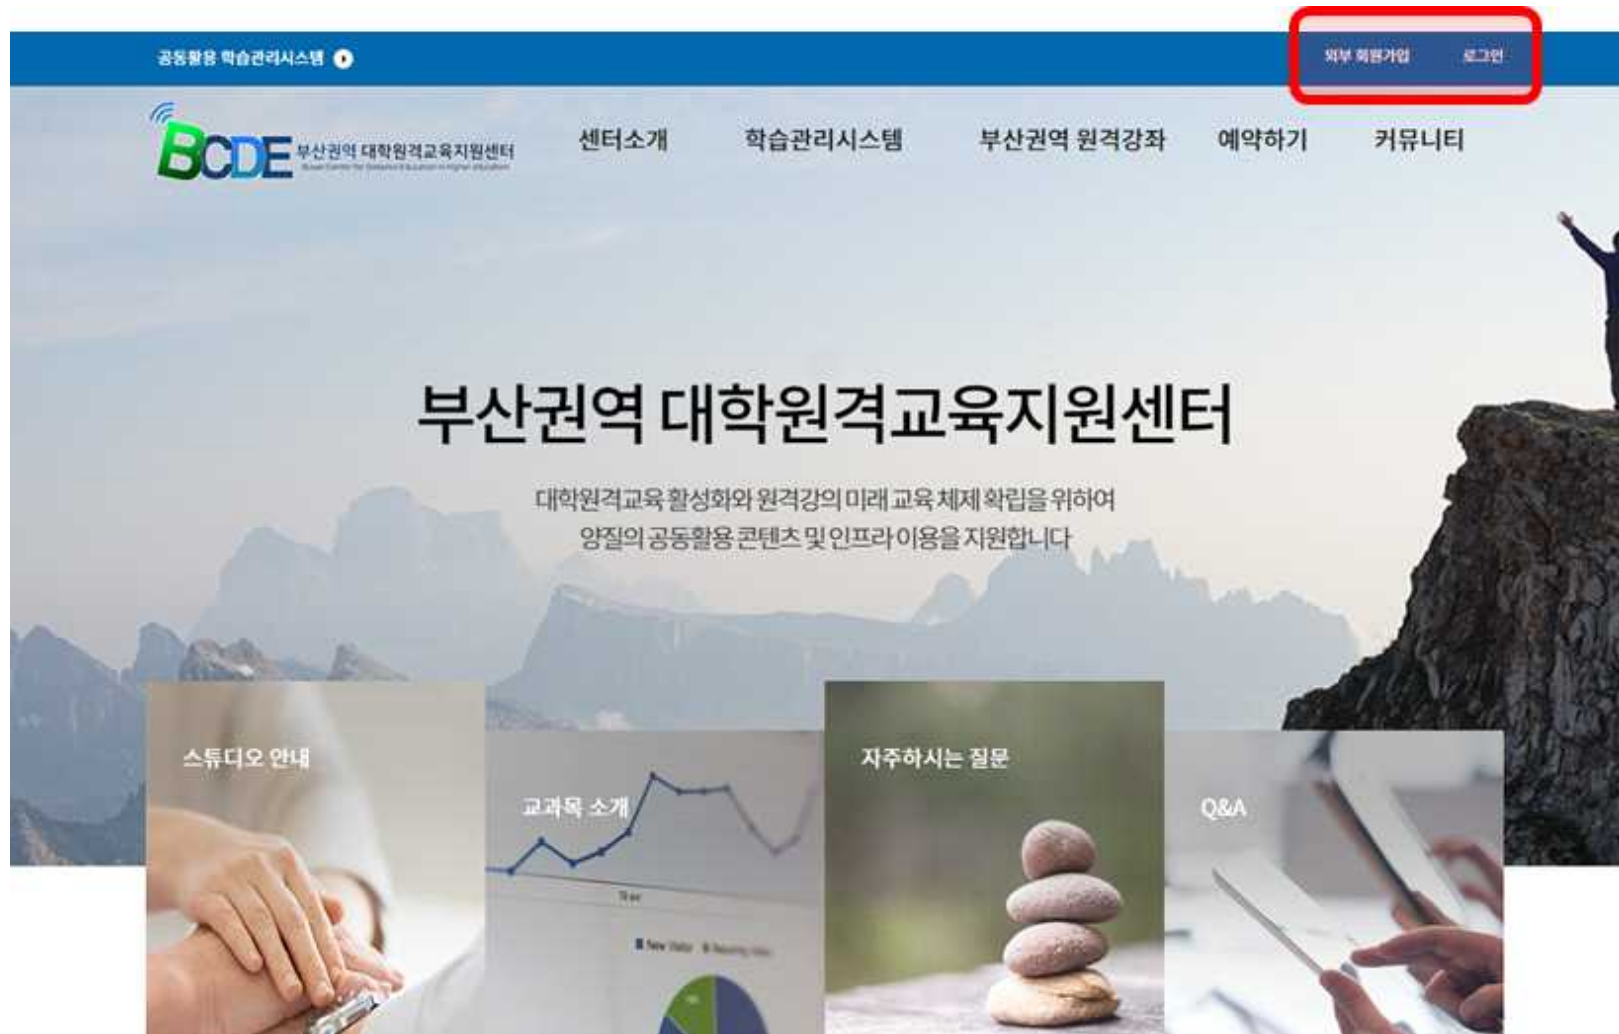 공동활용 학습관리시스템
외부 회원가입 로그인
BCDE 부산권역 대학원격교육지원센터
센터소개 학습관리시스템 부산권역 원격강좌 예약하기 커뮤니티
부산권역 대학원격교육지원센터
대학원격교육 활성화와 원격강의 미래 교육 체제 확립을 위하여
양질의 공동활용 콘텐츠 및 인프라 이용을 지원합니다
스튜디오 안내
교과목 소개
자주하시는 질문
Q&A
New Visitor